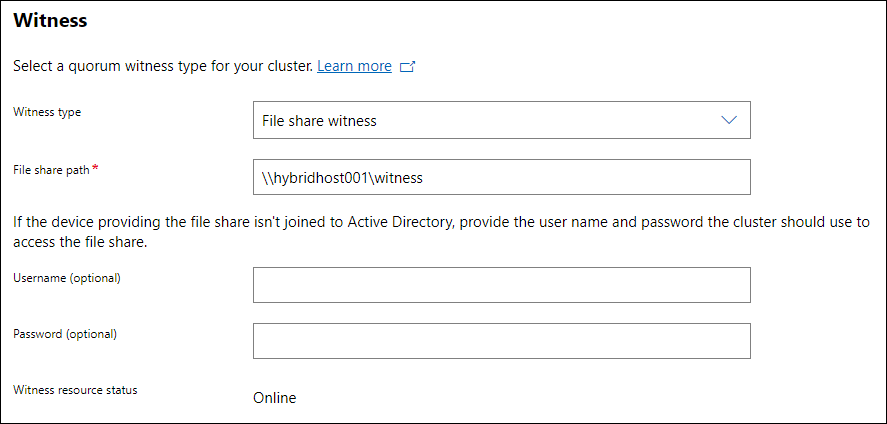 Witness
Select a quorum witness type for your cluster. Learn more
Witness type
File share witness
File share path *
\\hybridhost001\witness
If the device providing the file share isn't joined to Active Directory, provide the user name and password the cluster should use to
access the file share.
Username (optional)
Password (optional)
Witness resource status
Online